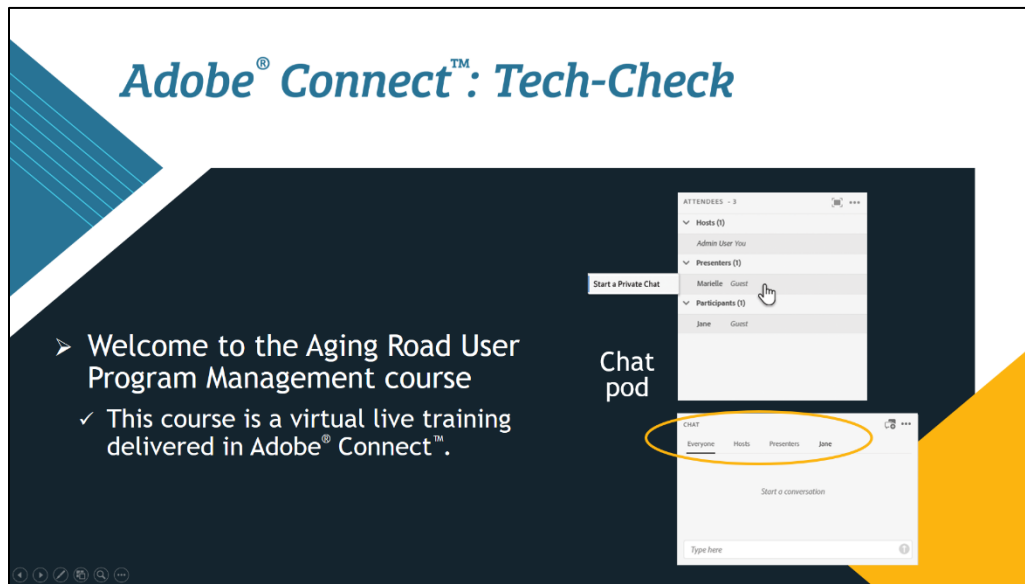 Adobe® Connect™: Tech-Check
➢ Welcome to the Aging Road User
Program Management course
✓ This course is a virtual live training
delivered in Adobe® Connect™.
Chat
pod
ATTENDEES - 3
Hosts (1)
Admin User You
Presenters (1)
Start a Private Chat
Marielle Guest
Participants (1)
Jane Guest
CHAT
Everyone Hosts Presenters Jane
Start a conversation
Type here